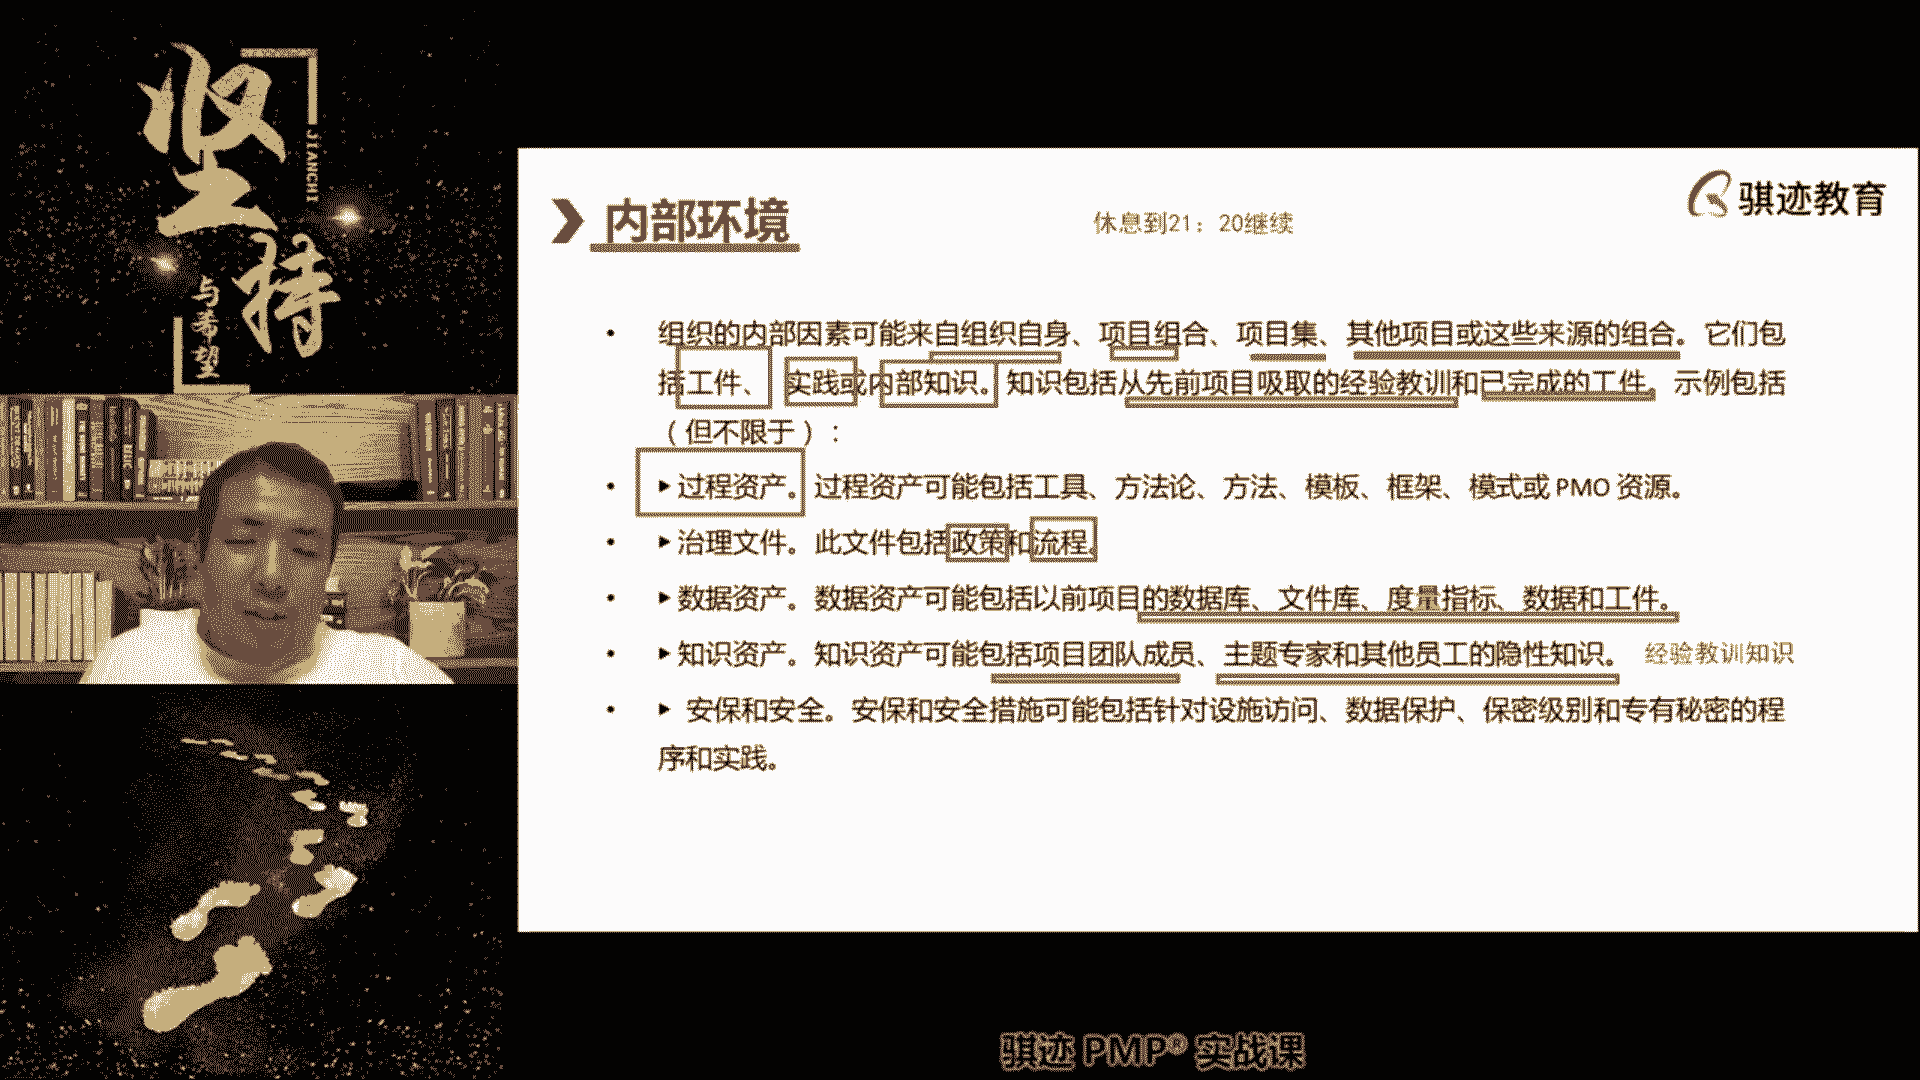 坚持
JIANCHI
与希望
内部环境
休息到21：20继续
骐迹教育
• 组织的内部因素可能来自组织自身、项目组合、项目集、其他项目或这些来源的组合。它们包
括工件、实践或内部知识。知识包括从先前项目吸取的经验教训和已完成的工件。示例包括
（但不限于）：
• ▶过程资产。过程资产可能包括工具、方法论、方法、模板、框架、模式或 PMO 资源。
• ▶治理文件。此文件包括政策和流程。
• ▶数据资产。数据资产可能包括以前项目的数据库、文件库、度量指标、数据和工件。
• ▶知识资产。知识资产可能包括项目团队成员、主题专家和其他员工的隐性知识。 经验教训知识
• ▶ 安保和安全。安保和安全措施可能包括针对设施访问、数据保护、保密级别和专有秘密的程
序和实践。
骐迹 PMP® 实战课